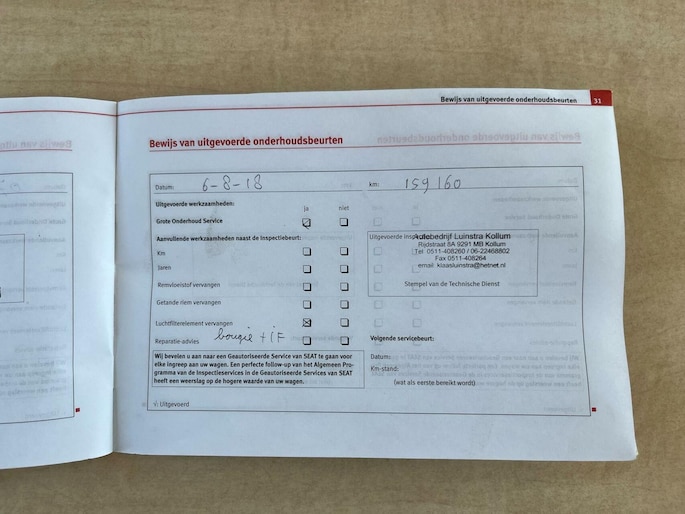 Bewijs van uitgevoerde onderhoudsbeurten 31
Bewijs van uitgevoerde onderhoudsbeurten
Datum: 6-8-18 km: 159160
Uitgevoerde werkzaamheden: ja niet
Grote Onderhoud Service
Aanvullende werkzaamheden naast de Inspectiebeurt:
Km
Jaren
Remvloeistof vervangen
Getande riem vervangen
Luchtfilterelement vervangen
Reparatie-advies bougie + iF
Wij bevelen u aan naar een Geautoriseerde Service van SEAT te gaan voor
elke ingreep aan uw wagen. Een perfecte follow-up van het Algemeen Pro-
gramma van de Inspectieservices in de Geautoriseerde Services van SEAT
heeft een weerslag op de hogere waarde van uw wagen.
√: Uitgevoerd
Uitgevoerde
Autobedrijf Luinstra Kollum
Rijdstraat 8A 9291 MB Kollum
Tel 0511-408260 / 06-22468802
Fax 0511-408264
email: klaasluinstra@hetnet.nl
Stempel van de Technische Dienst
Volgende servicebeurt:
Datum:
Km-stand:
(wat als eerste bereikt wordt)